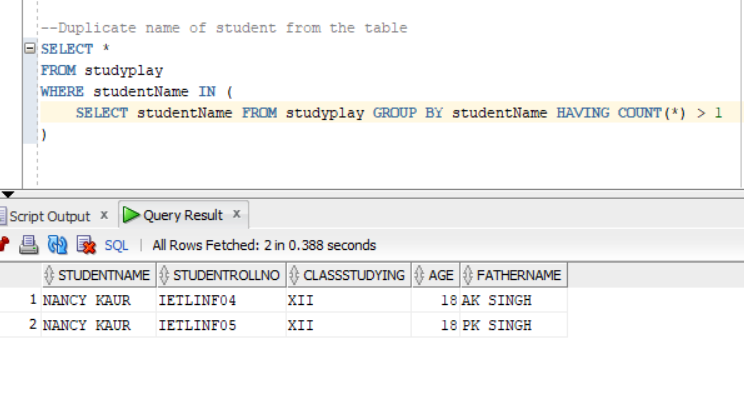 --Duplicate name of student from the table
SELECT *
FROM studyplay
WHERE studentName IN (
SELECT studentName FROM studyplay GROUP BY studentName HAVING COUNT(*) > 1
)
Script Output x Query Result x
SQL | All Rows Fetched: 2 in 0.388 seconds
STUDENTNAME STUDENTROLLNO CLASSSTUDYING AGE FATHERNAME
1 NANCY KAUR IETLINF04 XII 18 AK SINGH
2 NANCY KAUR IETLINF05 XII 18 PK SINGH